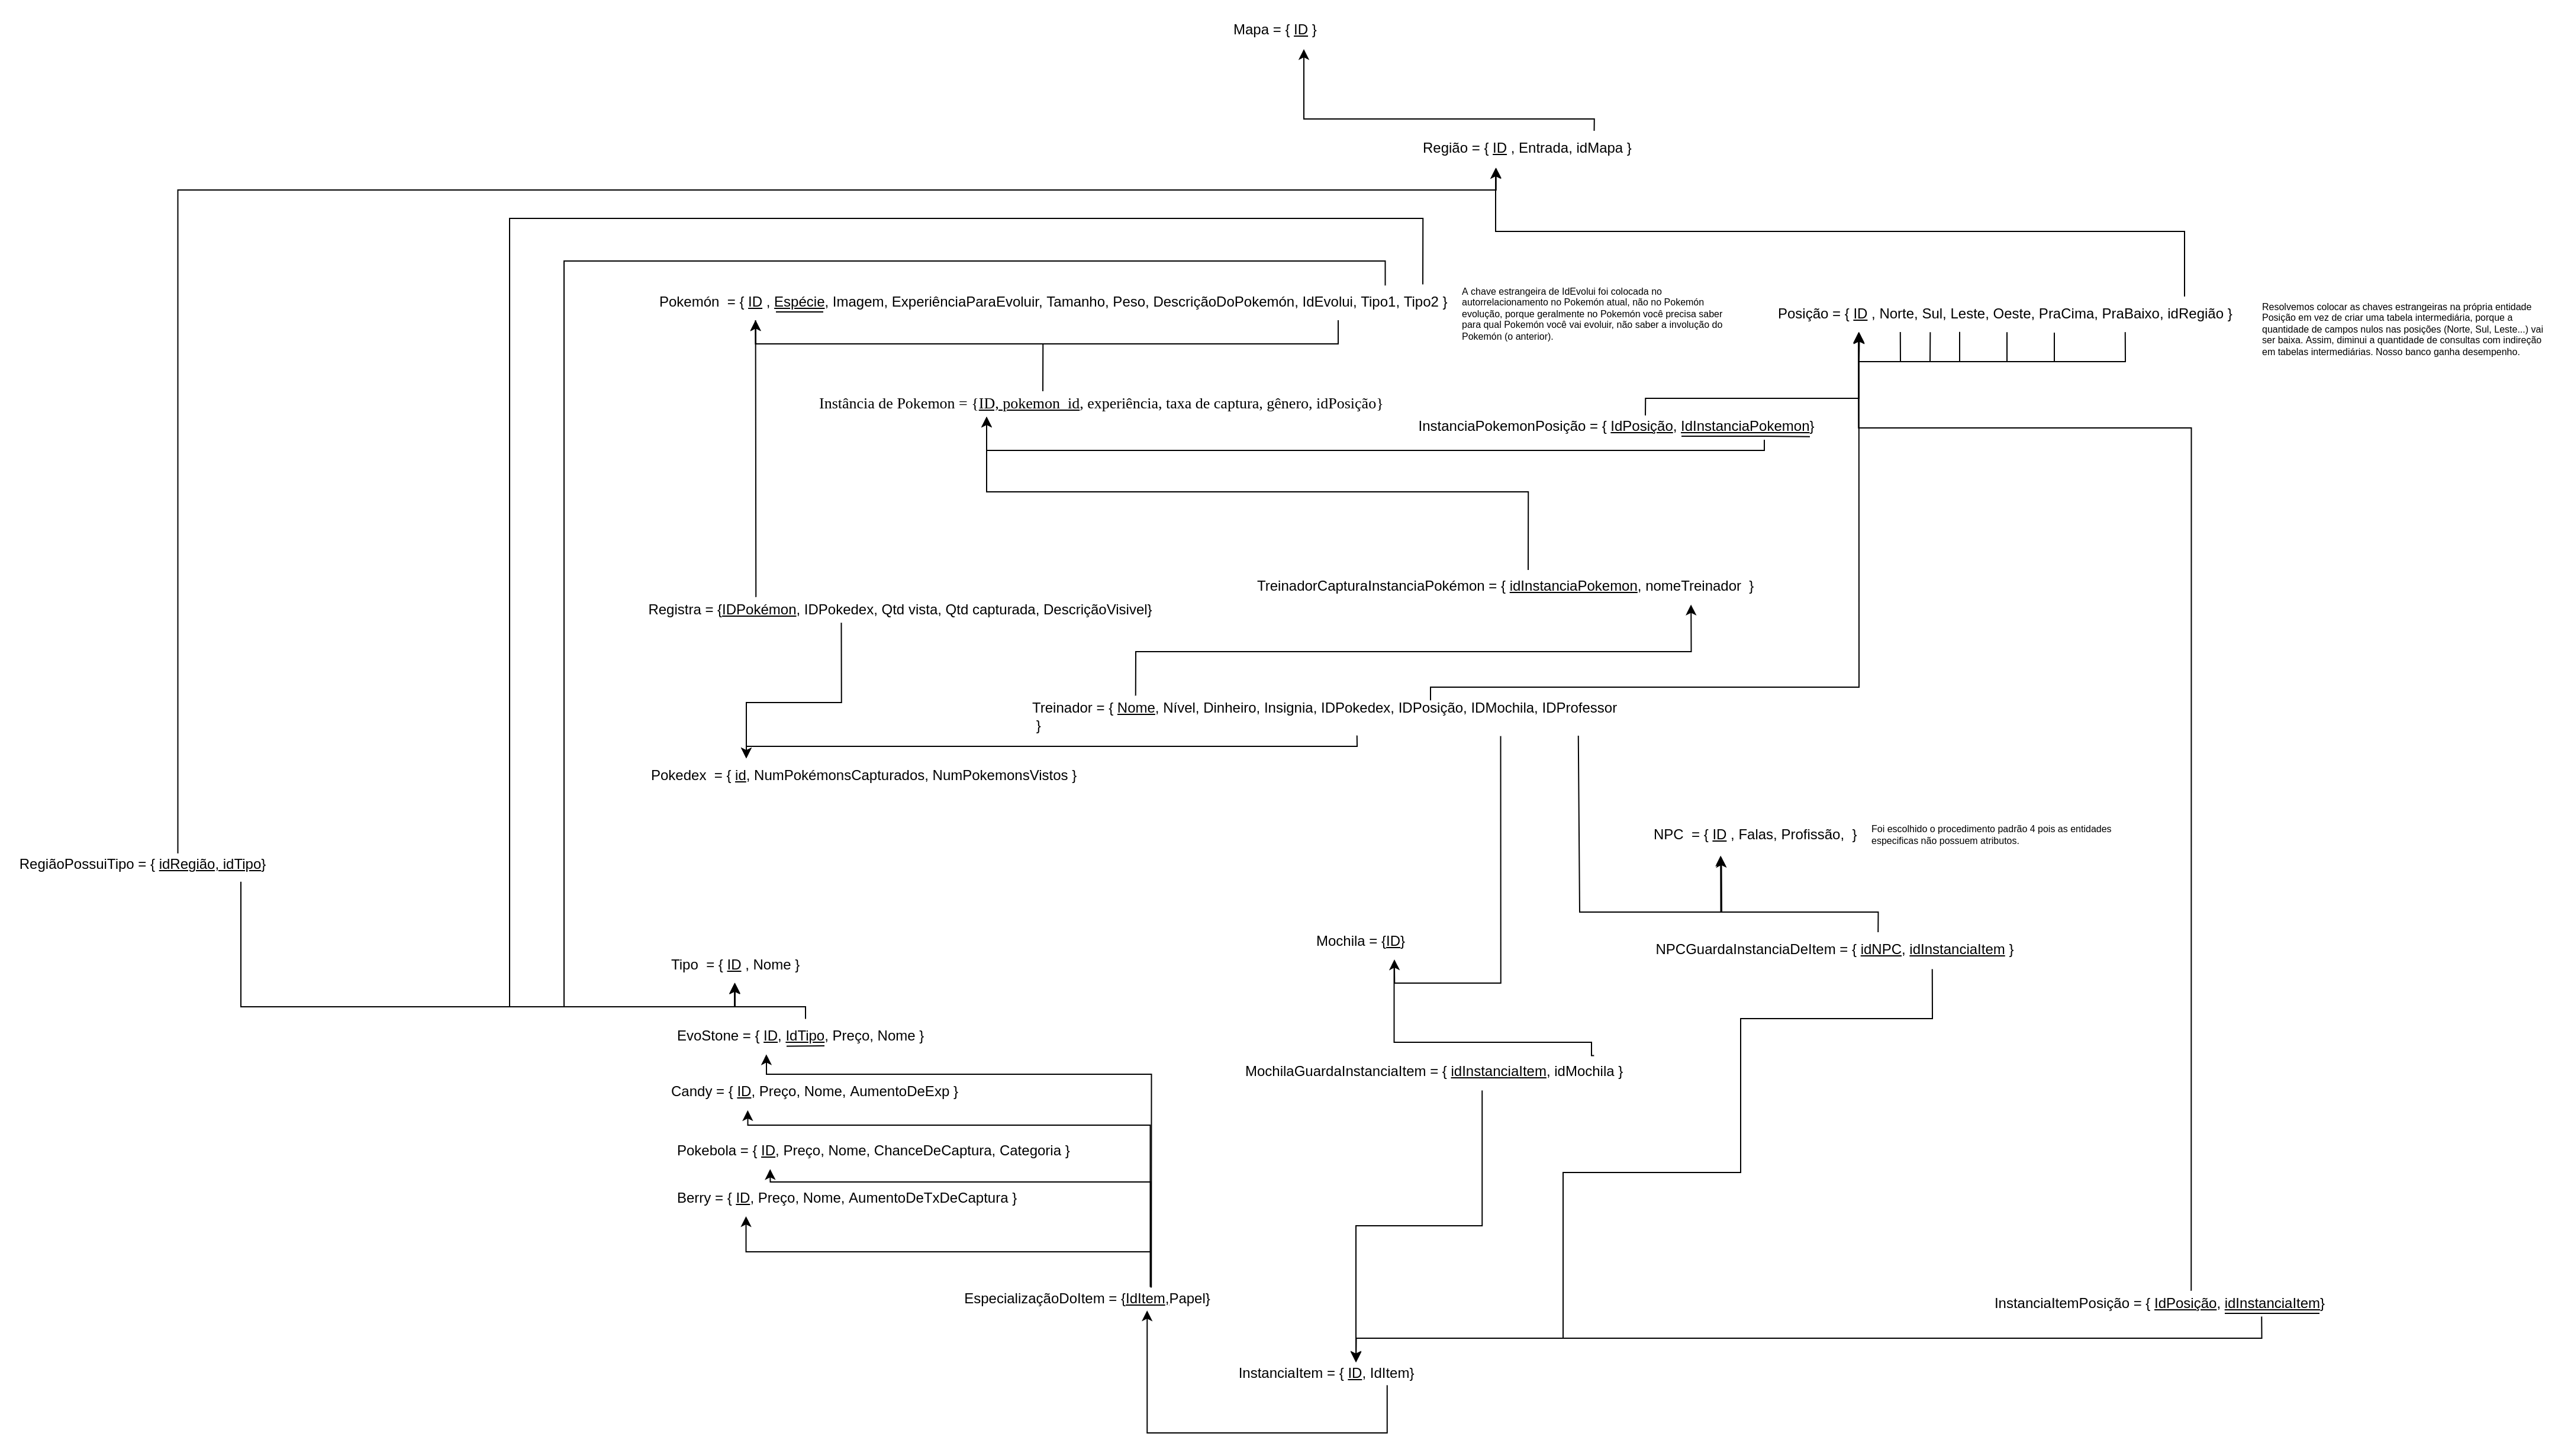 Mapa = { ID }
Região = { ID , Entrada, idMapa }
Pokemón  = { ID , Espécie, Imagem, ExperiênciaParaEvoluir, Tamanho, Peso, DescriçãoDoPokemón, IdEvolui, Tipo1, Tipo2 }
A chave estrangeira de IdEvolui foi colocada no
autorrelacionamento no Pokemón atual, não no Pokemón
evolução, porque geralmente no Pokemón você precisa saber
para qual Pokemón você vai evoluir, não saber a involução do
Pokemón (o anterior).
Posição = { ID , Norte, Sul, Leste, Oeste, PraCima, PraBaixo, idRegião }
Resolvemos colocar as chaves estrangeiras na própria entidade
Posição em vez de criar uma tabela intermediária, porque a
quantidade de campos nulos nas posições (Norte, Sul, Leste...) vai
ser baixa. Assim, diminui a quantidade de consultas com indireção
em tabelas intermediárias. Nosso banco ganha desempenho.
Instância de Pokemon = {ID, pokemon_id, experiência, taxa de captura, gênero, idPosição}
InstanciaPokemonPosição = { IdPosição, IdInstanciaPokemon}
TreinadorCapturaInstanciaPokémon = { idInstanciaPokemon, nomeTreinador  }
Registra = {IDPokémon, IDPokedex, Qtd vista, Qtd capturada, DescriçãoVisivel}
Treinador = { Nome, Nível, Dinheiro, Insignia, IDPokedex, IDPosição, IDMochila, IDProfessor
}
Pokedex  = { id, NumPokémonsCapturados, NumPokemonsVistos }
NPC  = { ID , Falas, Profissão,  }
Foi escolhido o procedimento padrão 4 pois as entidades
especificas não possuem atributos.
RegiãoPossuiTipo = { idRegião, idTipo}
Mochila = {ID}
NPCGuardaInstanciaDeItem = { idNPC, idInstanciaItem }
Tipo  = { ID , Nome }
EvoStone = { ID, IdTipo, Preço, Nome }
MochilaGuardaInstanciaItem = { idInstanciaItem, idMochila }
Candy = { ID, Preço, Nome, AumentoDeExp }
Pokebola = { ID, Preço, Nome, ChanceDeCaptura, Categoria }
Berry = { ID, Preço, Nome, AumentoDeTxDeCaptura }
EspecializaçãoDoItem = {IdItem,Papel}
InstanciaItemPosição = { IdPosição, idInstanciaItem}
InstanciaItem = { ID, IdItem}